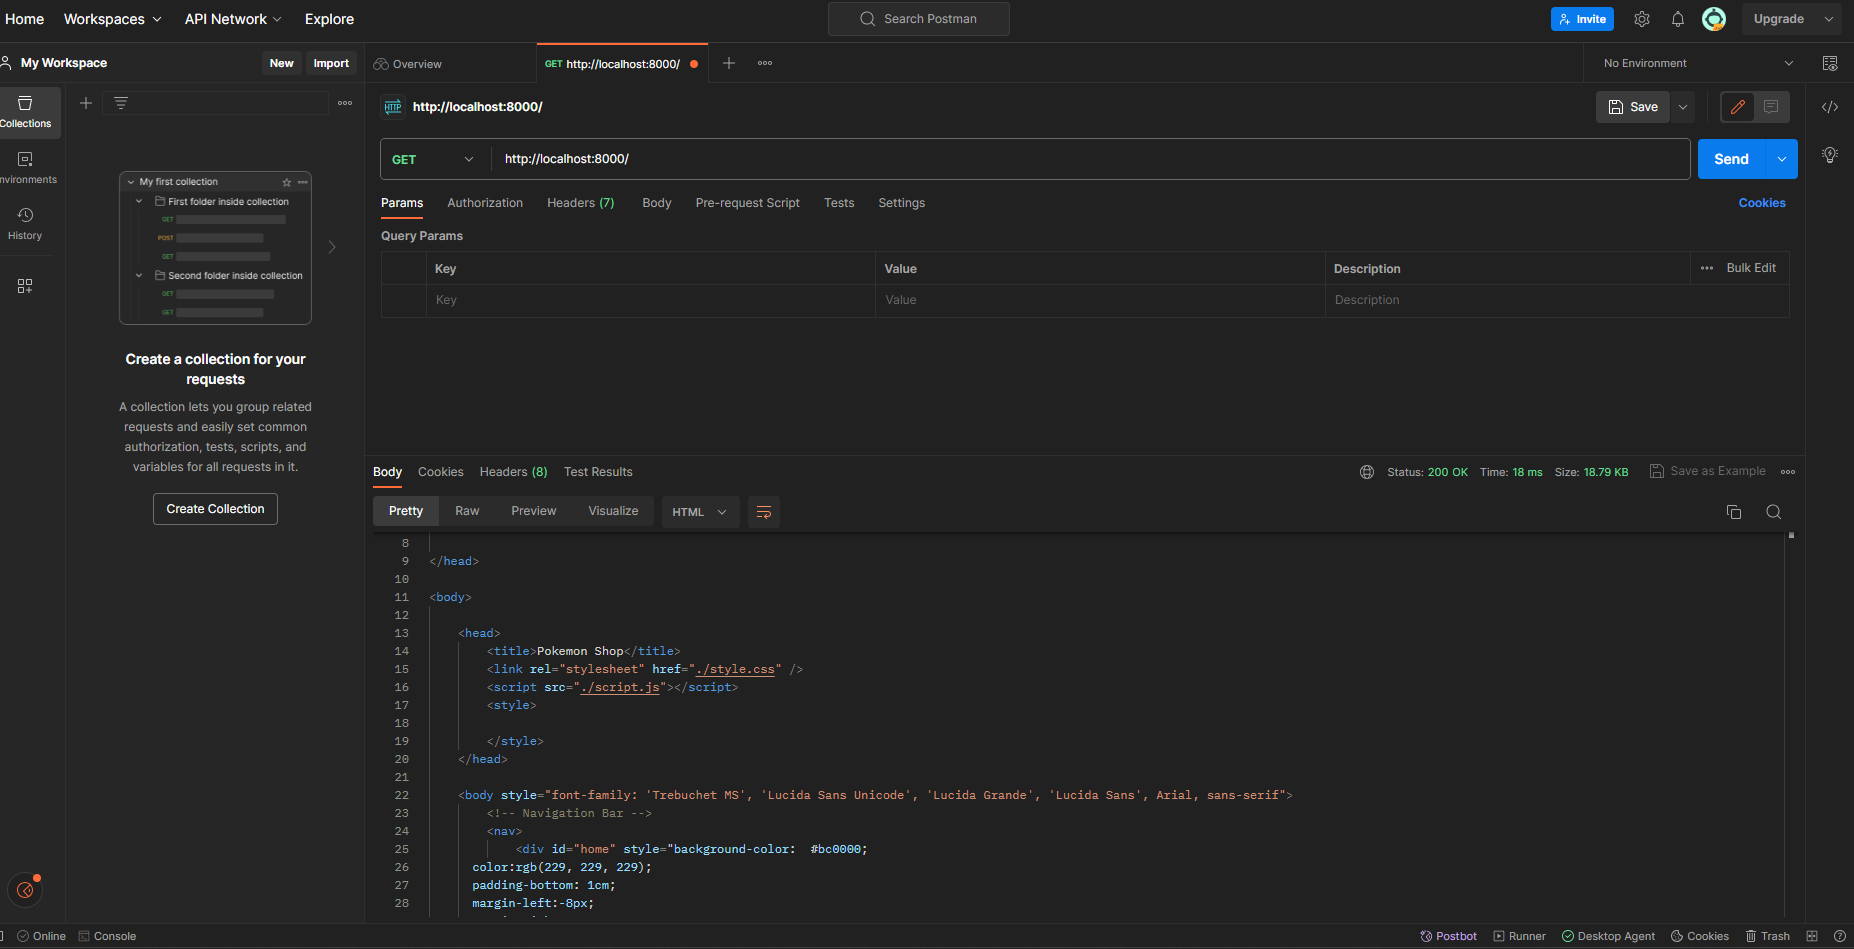 Home Workspaces API Network Explore Search Postman Invite Upgrade
My Workspace New Import Overview GET http://localhost:8000/ No Environment
Collections
nvironments
History
My first collection
First folder inside collection
GET
POST
GET
Second folder inside collection
GET
GET
Create a collection for your
requests
A collection lets you group related
requests and easily set common
authorization, tests, scripts, and
variables for all requests in it.
Create Collection
HTTP http://localhost:8000/ Save
GET http://localhost:8000/ Send
Params Authorization Headers (7) Body Pre-request Script Tests Settings Cookies
Query Params
Key Value Description Bulk Edit
Key Value Description
Body Cookies Headers (8) Test Results Status: 200 OK Time: 18 ms Size: 18.79 KB Save as Example
Pretty Raw Preview Visualize HTML
8
9 </head>
10
11 <body>
12
13 <head>
14 <title>Pokemon Shop</title>
15 <link rel="stylesheet" href="./style.css" />
16 <script src="./script.js"></script>
17 <style>
18
19 </style>
20 </head>
21
22 <body style="font-family: 'Trebuchet MS', 'Lucida Sans Unicode', 'Lucida Grande', 'Lucida Sans', Arial, sans-serif">
23 <!-- Navigation Bar -->
24 <nav>
25 <div id="home" style="background-color:  #bc0000;
26 color:rgb(229, 229, 229);
27 padding-bottom: 1cm;
28 margin-left:-8px;
Online Console Postbot Runner Desktop Agent Cookies Trash